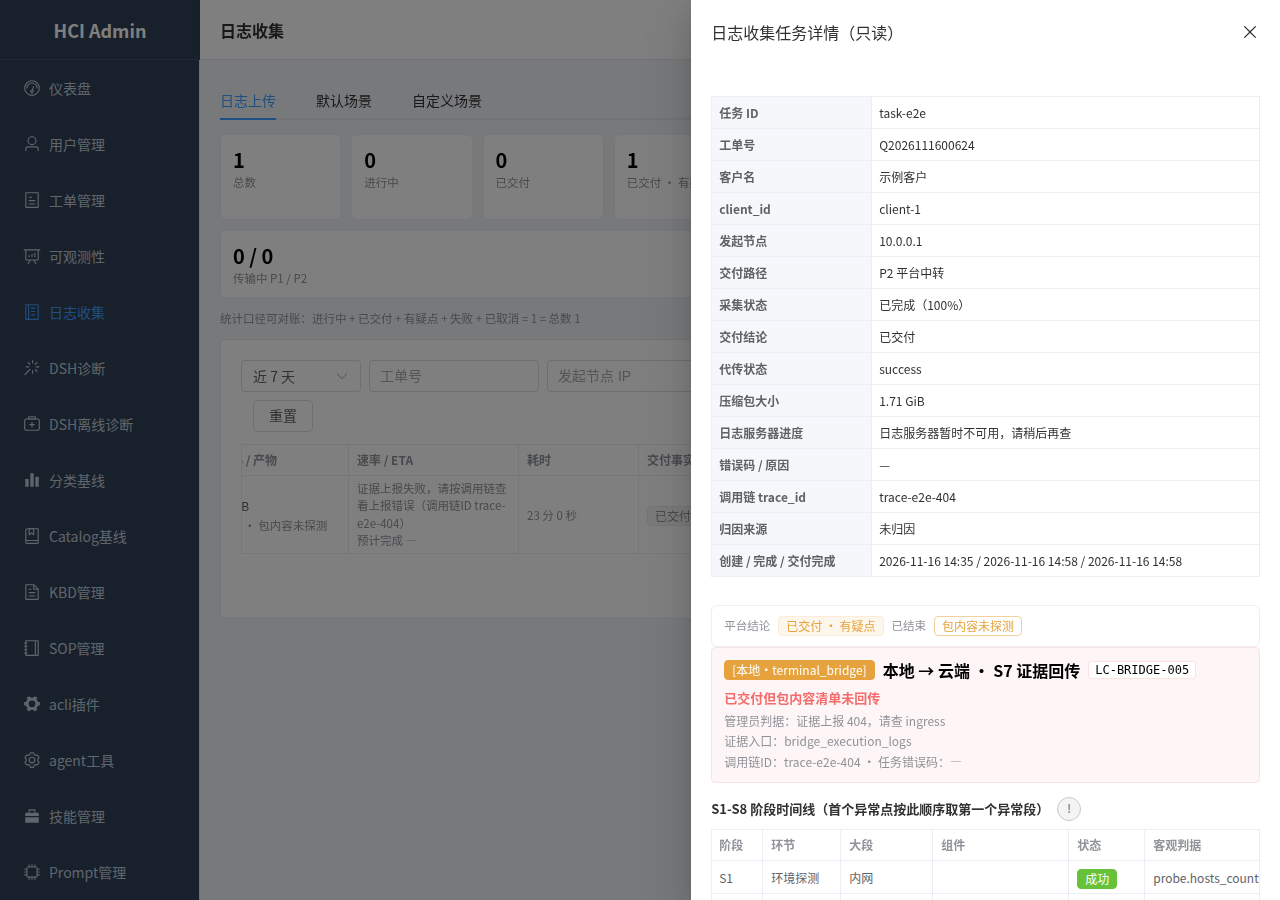 HCI Admin
仪表盘
用户管理
工单管理
可观测性
日志收集
DSH诊断
DSH离线诊断
分类基线
Catalog基线
KBD管理
SOP管理
acli插件
agent工具
技能管理
Prompt管理
日志收集
日志上传
默认场景
自定义场景
1
总数
0
进行中
0
已交付
1
已交付 · 有
0 / 0
传输中 P1 / P2
统计口径可对账：进行中 + 已交付 + 有疑点 + 失败 + 已取消 = 1 = 总数 1
近 7 天
工单号
发起节点 IP
重置
/ 产物
速率 / ETA
耗时
交付事实
B
· 包内容未探测
证据上报失败，请按调用链查
看上报错误（调用链ID trace-
e2e-404）
预计完成 —
23 分 0 秒
已交付
日志收集任务详情（只读）
任务 ID task-e2e
工单号 Q2026111600624
客户名 示例客户
client_id client-1
发起节点 10.0.0.1
交付路径 P2 平台中转
采集状态 已完成（100%）
交付结论 已交付
代传状态 success
压缩包大小 1.71 GiB
日志服务器进度 日志服务器暂时不可用，请稍后再查
错误码 / 原因 —
调用链 trace_id trace-e2e-404
归因来源 未归因
创建 / 完成 / 交付完成 2026-11-16 14:35 / 2026-11-16 14:58 / 2026-11-16 14:58
平台结论 已交付 · 有疑点 已结束 包内容未探测
[本地·terminal_bridge] 本地 → 云端 · S7 证据回传 LC-BRIDGE-005
已交付但包内容清单未回传
管理员判据：证据上报 404，请查 ingress
证据入口：bridge_execution_logs
调用链ID：trace-e2e-404 · 任务错误码：—
S1-S8 阶段时间线（首个异常点按此顺序取第一个异常段） !
阶段 环节 大段 组件 状态 客观判据
S1 环境探测 内网 成功 probe.hosts_count